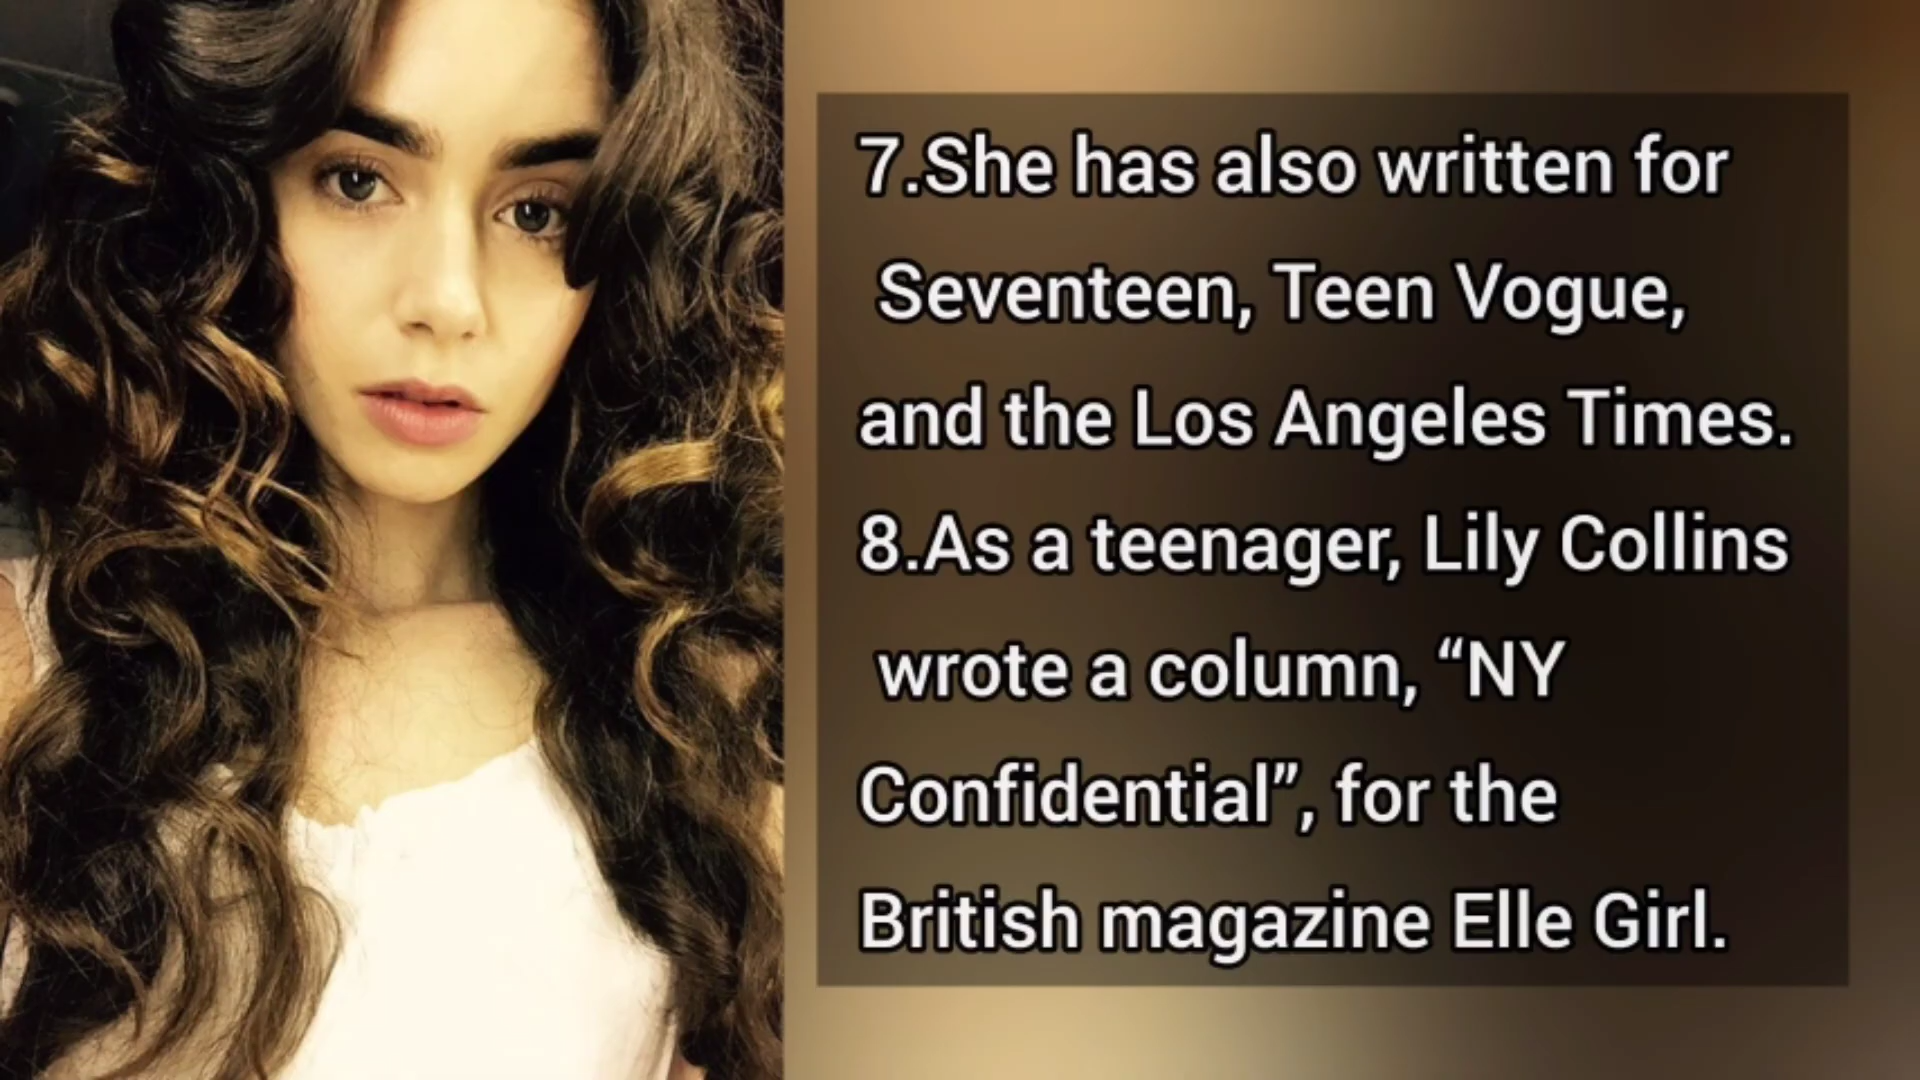 7.She has also written for
Seventeen, Teen Vogue,
and the Los Angeles Times.
8.As a teenager, Lily Collins
wrote a column, “NY
Confidential”, for the
British magazine Elle Girl.